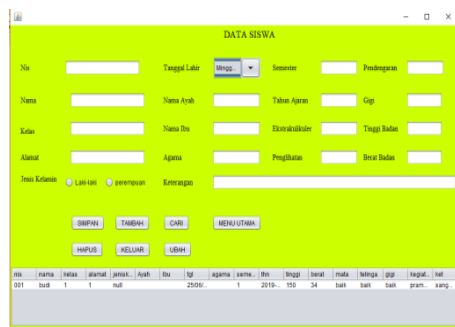 DATA SISWA
Nis Tanggal Lahir Mingg... Semester Pendengaran
Nama Nama Ayah Tahun Ajaran Gigi
Kelas Nama Ibu Ekstrakulikuler Tinggi Badan
Alamat Agama Penglihatan Berat Badan
Jenis Kelamin Laki-laki perempuan Keterangan
SIMPAN TAMBAH CARI MENU UTAMA
HAPUS KELUAR UBAH
nis nama kelas alamat jenisk... Ayah Ibu tgl agama seme... thn tinggi berat mata telinga gigi kegiat... ket
001 budi 1 1 null 25/06/... 1 2019-... 150 34 baik baik baik pram... sang...